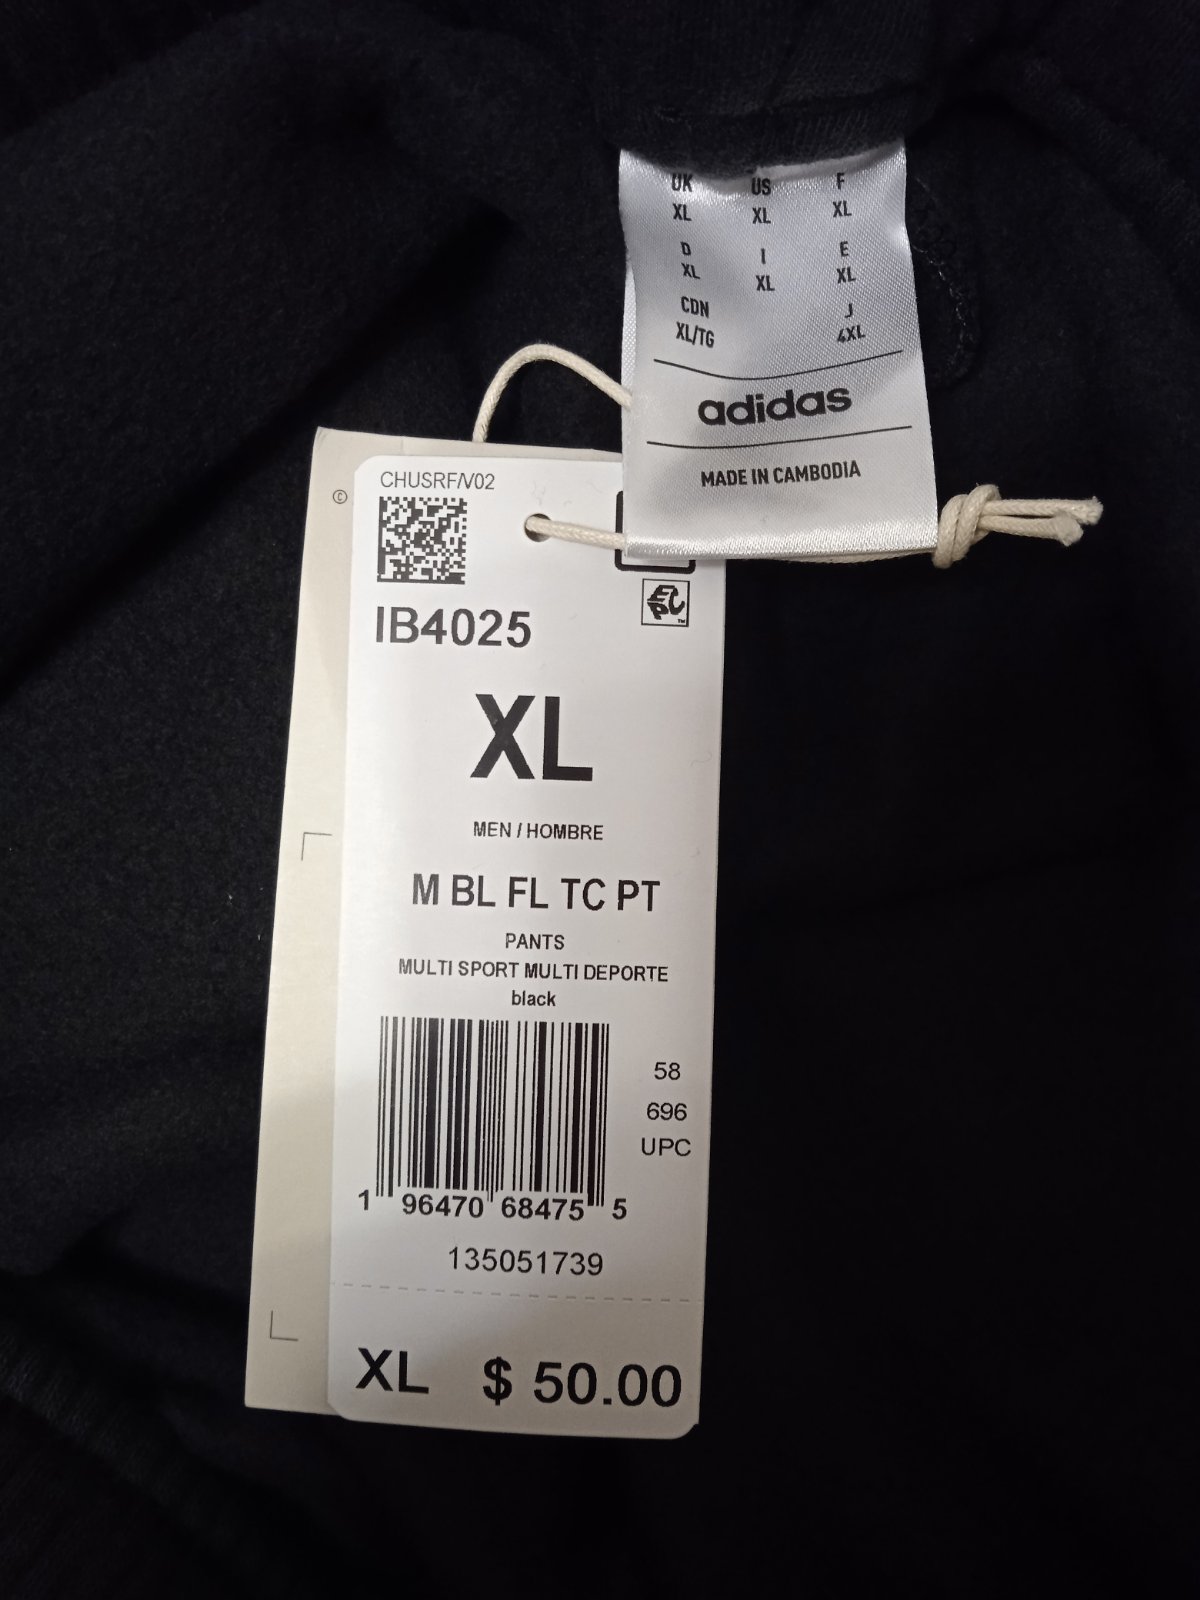 UK US F
XL XL XL
D I E
XL XL XL
CDN J
XL/TG 4XL
adidas
MADE IN CAMBODIA
©
CHUSRF/V02
EPC
™
IB4025
XL
MEN / HOMBRE
M BL FL TC PT
PANTS
MULTI SPORT MULTI DEPORTE
black
58
696
UPC
1 96470 68475 5
135051739
XL $ 50.00